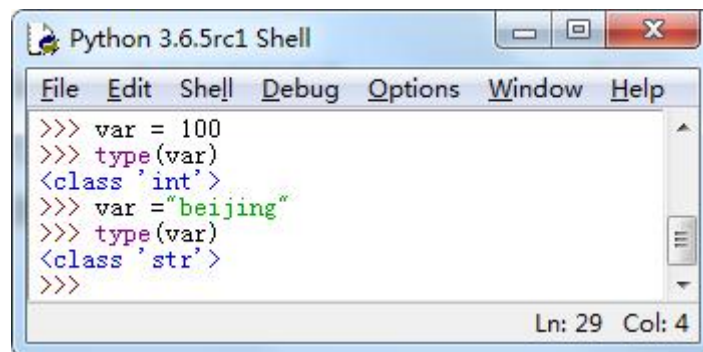 Python 3.6.5rc1 Shell
File Edit Shell Debug Options Window Help
>>> var = 100
>>> type(var)
<class 'int'>
>>> var ="beijing"
>>> type(var)
<class 'str'>
>>>
Ln: 29 Col: 4